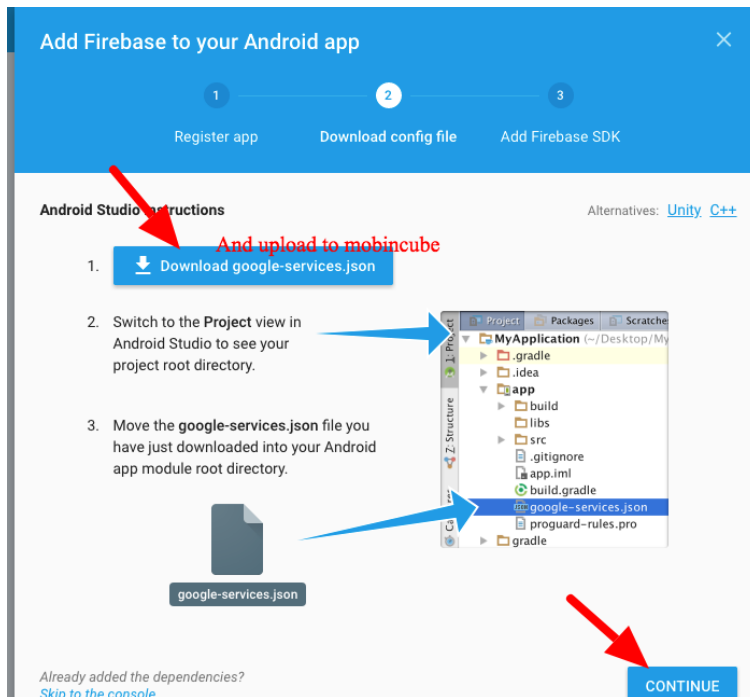 Add Firebase to your Android app
1
2
3
Register app
Download config file
Add Firebase SDK
Android Studio Instructions
Alternatives: Unity C++
And upload to mobincube
1. Download google-services.json
2. Switch to the Project view in
Android Studio to see your
project root directory.
3. Move the google-services.json file you
have just downloaded into your Android
app module root directory.
google-services.json
1: Project
Z: Structure
Project Packages Scratche
MyApplication (~/Desktop/My
.gradle
.idea
app
build
libs
src
.gitignore
app.iml
build.gradle
google-services.json
proguard-rules.pro
gradle
Already added the dependencies?
Skip to the console
CONTINUE